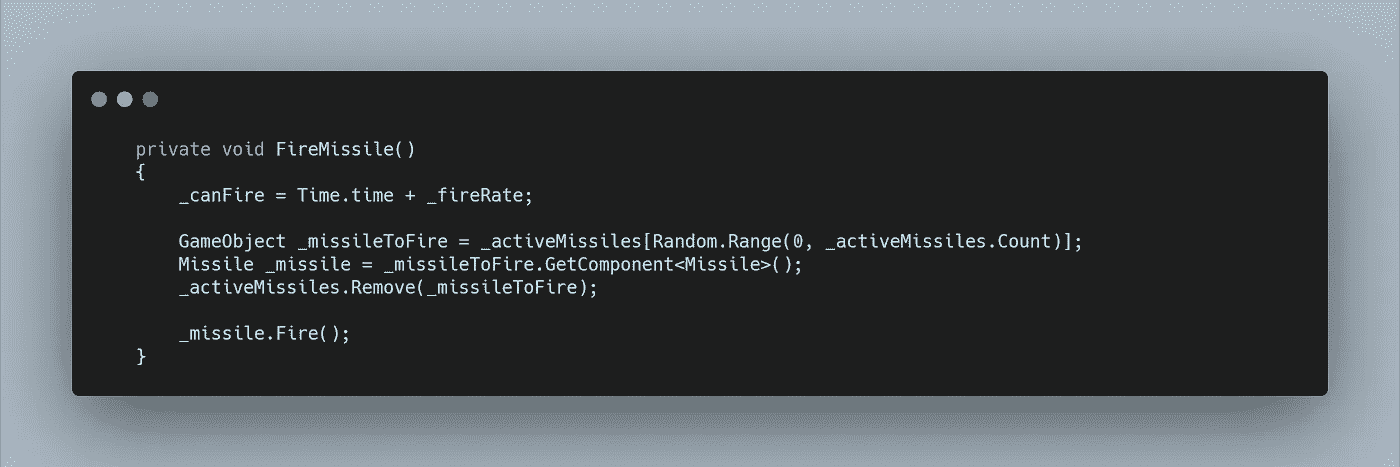 private void FireMissile()
{
    _canFire = Time.time + _fireRate;
    GameObject _missileToFire = _activeMissiles[Random.Range(0, _activeMissiles.Count)];
    Missile _missile = _missileToFire.GetComponent<Missile>();
    _activeMissiles.Remove(_missileToFire);
    _missile.Fire();
}